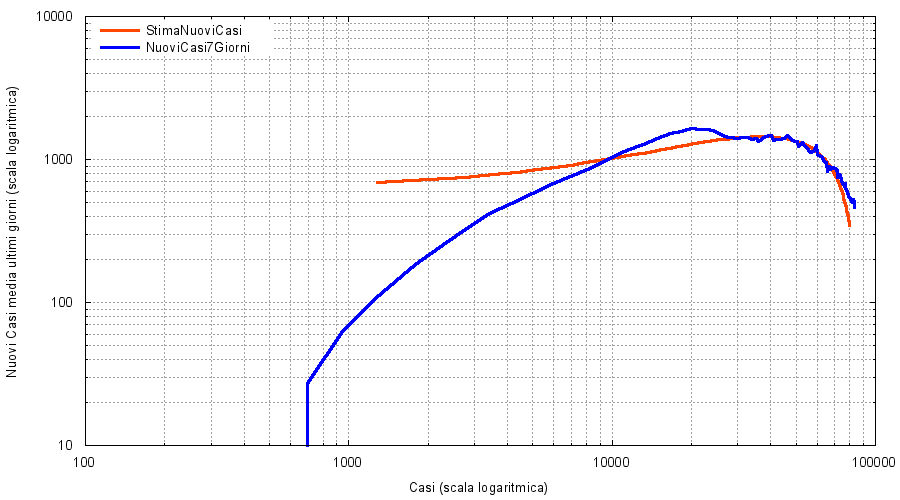 10000
StimaNuoviCasi
NuoviCasi7Giorni
1000
Nuovi Casi media ultimi giorni (scala logaritmica)
100
10
100
1000
10000
100000
Casi (scala logaritmica)